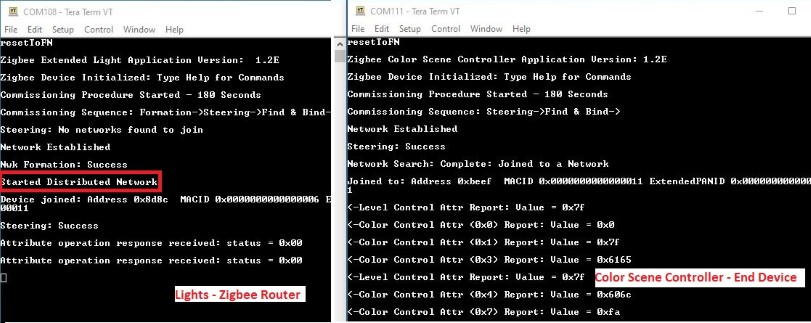 COM108 - Tera Term VT
File Edit Setup Control Window Help
resetToFN
Zigbee Extended Light Application Version: 1.2E
Zigbee Device Initialized: Type Help for Commands
Commissioning Procedure Started - 180 Seconds
Commissioning Sequence: Formation->Steering->Find & Bind-
Steering: No networks found to join
Network Established
Nwk Formation: Success
Started Distributed Network
Device joined: Address 0x8d8c MACID 0x0000000000000006 E
00011
Steering: Success
Attribute operation response received: status = 0x00
Attribute operation response received: status = 0x00
Lights - Zigbee Router
COM111 - Tera Term VT
File Edit Setup Control Window Help
resetToFN
Zigbee Color Scene Controller Application Version: 1.2E
Zigbee Device Initialized: Type Help for Commands
Commissioning Procedure Started - 180 Seconds
Commissioning Sequence: Steering->Find & Bind->
Network Established
Steering: Success
Network Search: Complete: Joined to a Network
Joined to: Address 0xbeef MACID 0x0000000000000011 ExtendedPANID 0x000000000000
1
<-Level Control Attr Report: Value = 0x7f
<-Color Control Attr (0x0) Report: Value = 0x0
<-Color Control Attr (0x1) Report: Value = 0x7f
<-Color Control Attr (0x3) Report: Value = 0x6165
<-Level Control Attr Report: Value = 0x7f
Color Scene Controller - End Device
<-Color Control Attr (0x4) Report: Value = 0x606c
<-Color Control Attr (0x7) Report: Value = 0xfa